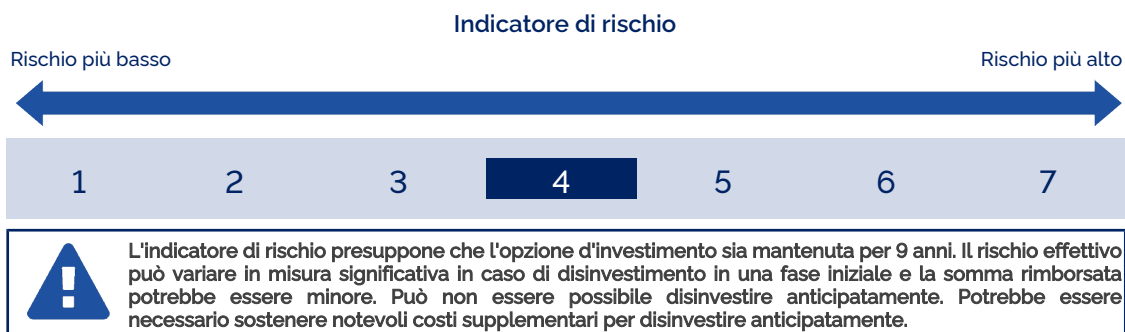 Indicatore di rischio
Rischio più basso
Rischio più alto
1 2 3 4 5 6 7
L'indicatore di rischio presuppone che l'opzione d'investimento sia mantenuta per 9 anni. Il rischio effettivo
può variare in misura significativa in caso di disinvestimento in una fase iniziale e la somma rimborsata
potrebbe essere minore. Può non essere possibile disinvestire anticipatamente. Potrebbe essere
necessario sostenere notevoli costi supplementari per disinvestire anticipatamente.